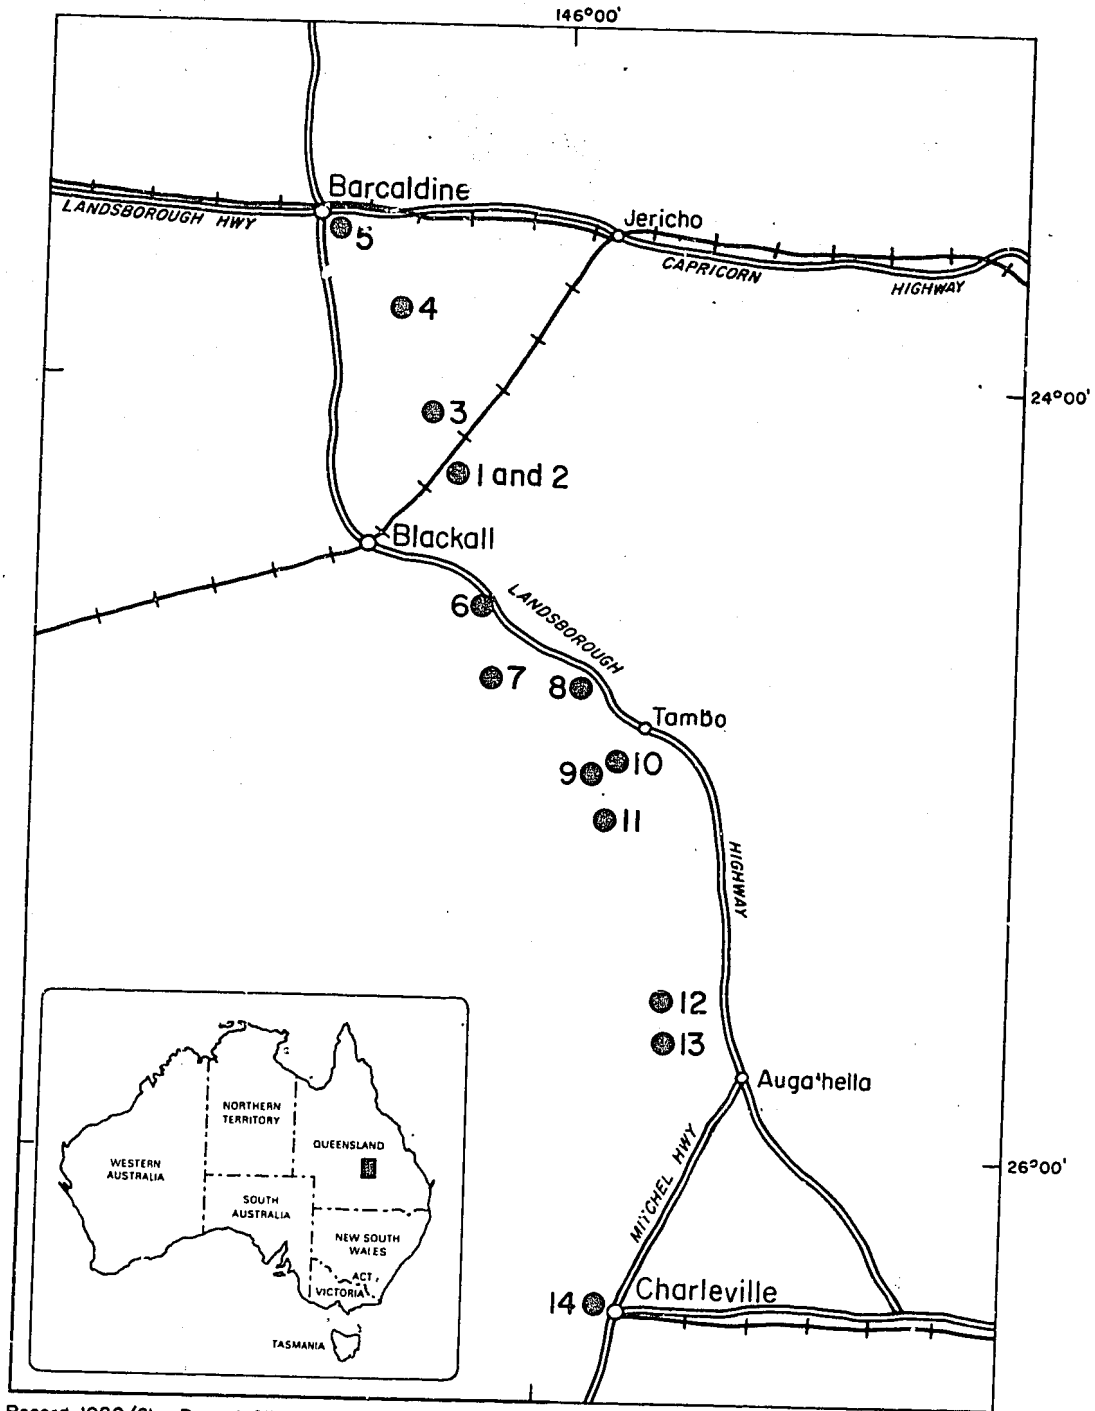 146°00'
Barcaldine
LANDSBOROUGH HWY
5
Jericho
CAPRICORN
HIGHWAY
4
24°00'
3
1 and 2
Blackall
6
LANDSBOROUGH
7
8
Tambo
9
10
11
HIGHWAY
12
13
Augathella
26°00'
MITCHEL HWY
14
Charleville
NORTHERN
TERRITORY
QUEENSLAND
WESTERN
AUSTRALIA
SOUTH
AUSTRALIA
NEW SOUTH
WALES
ACT
VICTORIA
TASMANIA